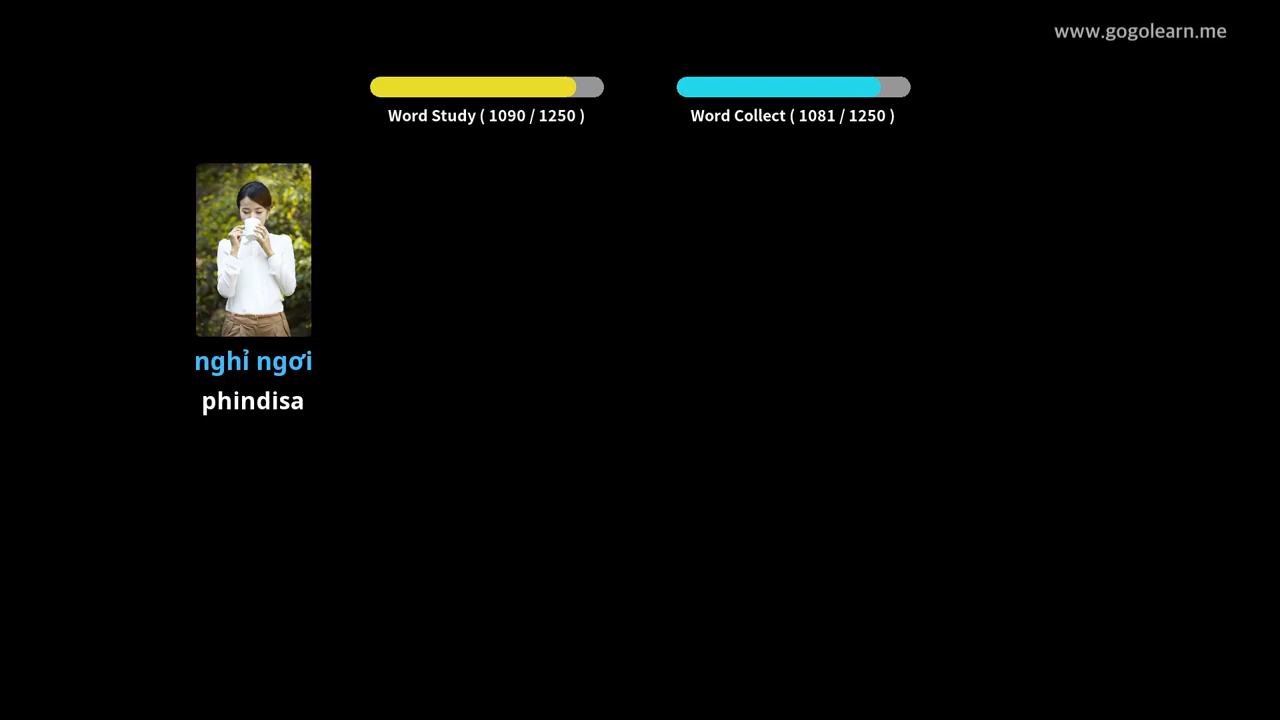 www.gogolearn.me
Word Study ( 1090 / 1250 )
Word Collect ( 1081 / 1250 )
nghỉ ngơi
phindisa